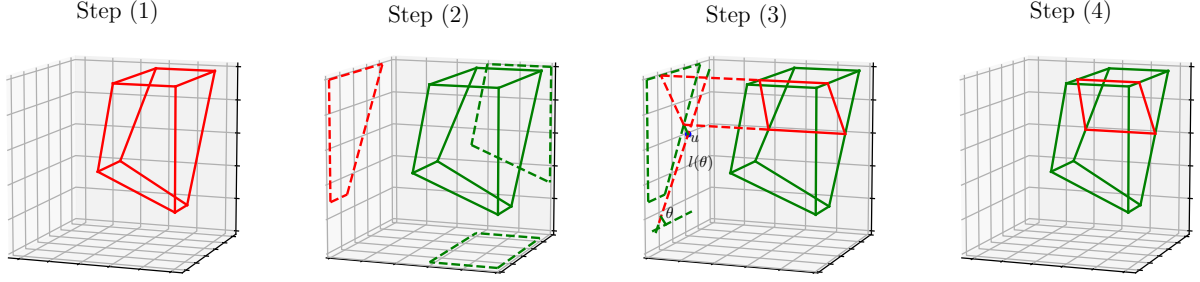 Step (1)
Step (2)
Step (3)
Step (4)
u
l(θ)
θ